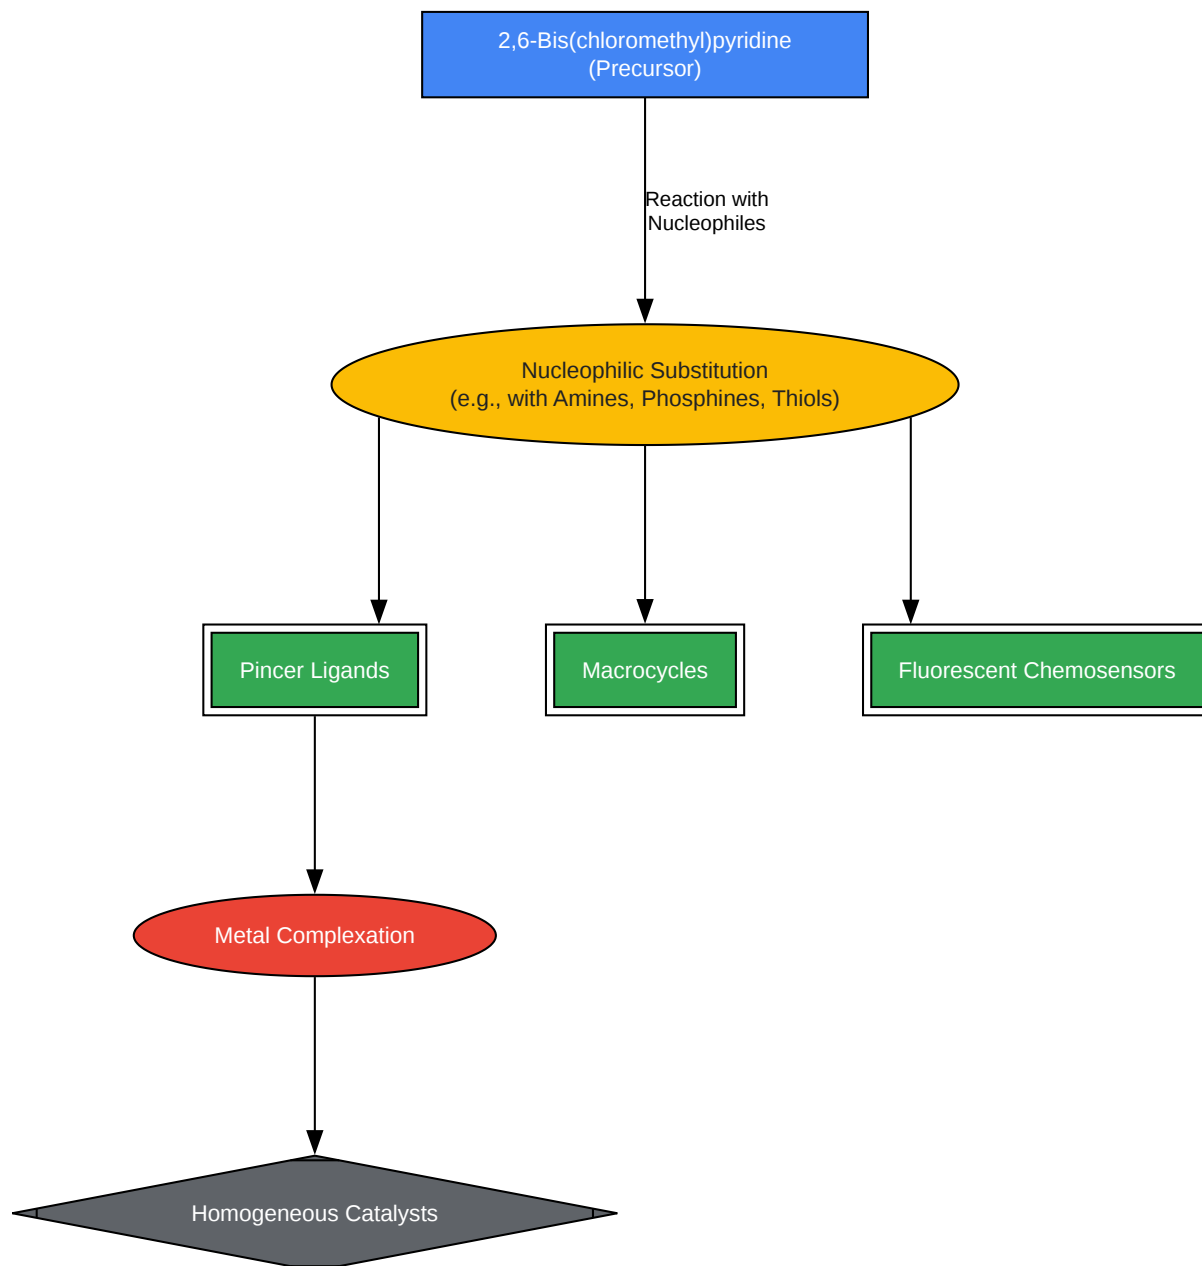 2,6-Bis(chloromethyl)pyridine
(Precursor)
Reaction with
Nucleophiles
Nucleophilic Substitution
(e.g., with Amines, Phosphines, Thiols)
Pincer Ligands
Macrocycles
Fluorescent Chemosensors
Metal Complexation
Homogeneous Catalysts